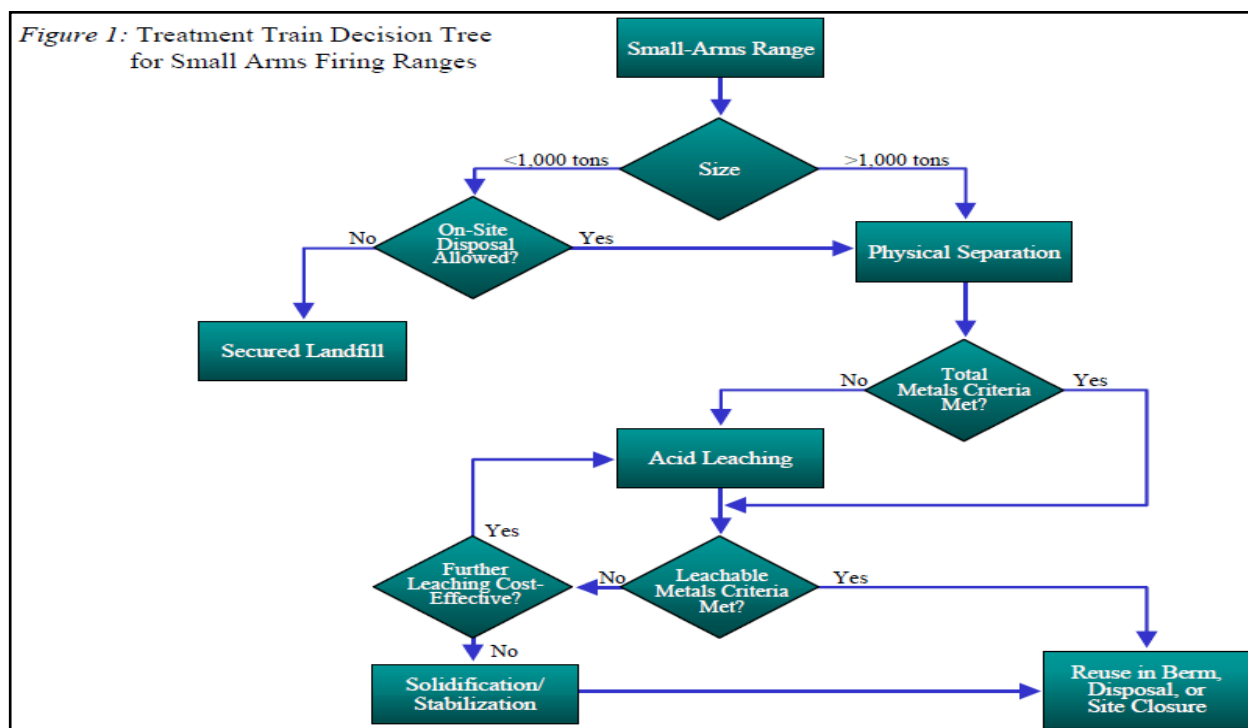 Figure 1: Treatment Train Decision Tree
for Small Arms Firing Ranges
Small-Arms Range
<1,000 tons
Size
>1,000 tons
No
On-Site
Disposal
Allowed?
Yes
Physical Separation
Secured Landfill
No
Total
Metals Criteria
Met?
Yes
Acid Leaching
Yes
Further
Leaching Cost-
Effective?
No
Leachable
Metals Criteria
Met?
Yes
No
Solidification/
Stabilization
Reuse in Berm,
Disposal, or
Site Closure